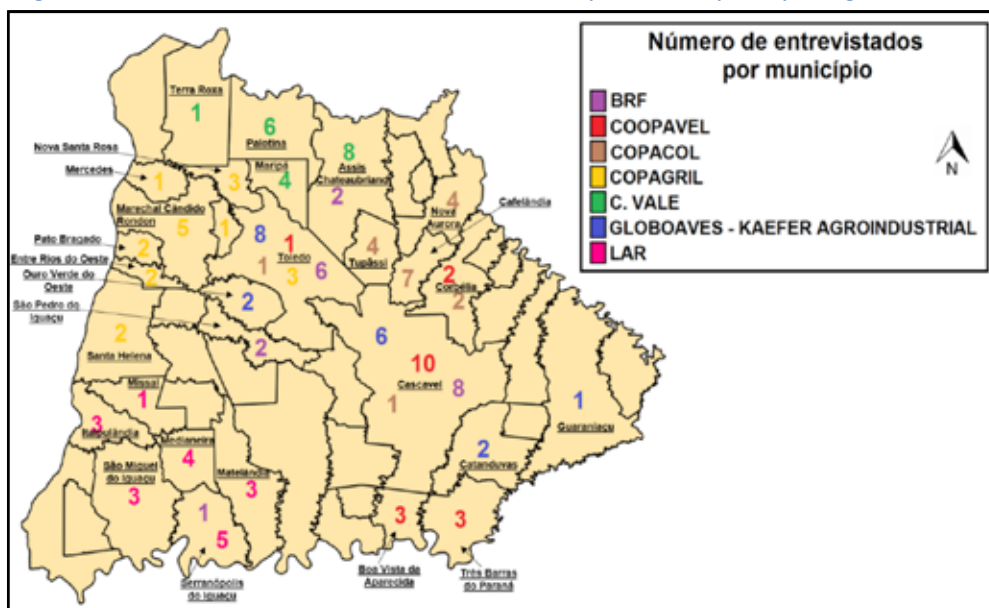 Número de entrevistados
por município
BRF
COOPAVEL
COPACOL
COPAGRIL
C. VALE
GLOBOAVES - KAEFER AGROINDUSTRIAL
LAR
N
Terra Roxa
1
6
Palotina
Nova Santa Rosa
Mercedes
1
3
Maripá
4
8
Assis
Chateaubriand
2
4
Nova
Aurora
Cafelândia
Marechal Cândido
Rondon
5
1
8
1
Toledo
1
3
6
4
Tupãssi
7
2
Corbélia
2
Pato Bragado
2
Entre Rios do Oeste
2
Ouro Verde do
Oeste
2
São Pedro do
Iguaçu
2
2
Santa Helena
6
10
Cascavel
8
1
1
Guaraniaçu
Missal
1
3
Itaipulândia
Medianeira
4
São Miguel
do Iguaçu
3
Matelândia
3
2
Catanduvas
1
5
Serranópolis
do Iguaçu
3
Boa Vista da
Aparecida
3
Três Barras
do Paraná